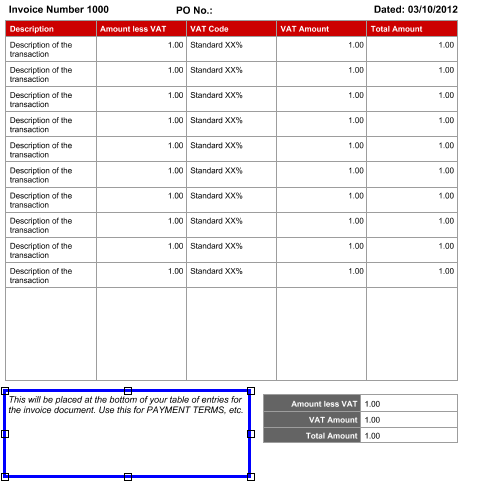 Invoice Number 1000 PO No.: Dated: 03/10/2012
Description Amount less VAT VAT Code VAT Amount Total Amount
Description of the 1.00 Standard XX% 1.00 1.00
transaction
Description of the 1.00 Standard XX% 1.00 1.00
transaction
Description of the 1.00 Standard XX% 1.00 1.00
transaction
Description of the 1.00 Standard XX% 1.00 1.00
transaction
Description of the 1.00 Standard XX% 1.00 1.00
transaction
Description of the 1.00 Standard XX% 1.00 1.00
transaction
Description of the 1.00 Standard XX% 1.00 1.00
transaction
Description of the 1.00 Standard XX% 1.00 1.00
transaction
Description of the 1.00 Standard XX% 1.00 1.00
transaction
Description of the 1.00 Standard XX% 1.00 1.00
transaction
This will be placed at the bottom of your table of entries for
the invoice document. Use this for PAYMENT TERMS, etc.
Amount less VAT 1.00
VAT Amount 1.00
Total Amount 1.00